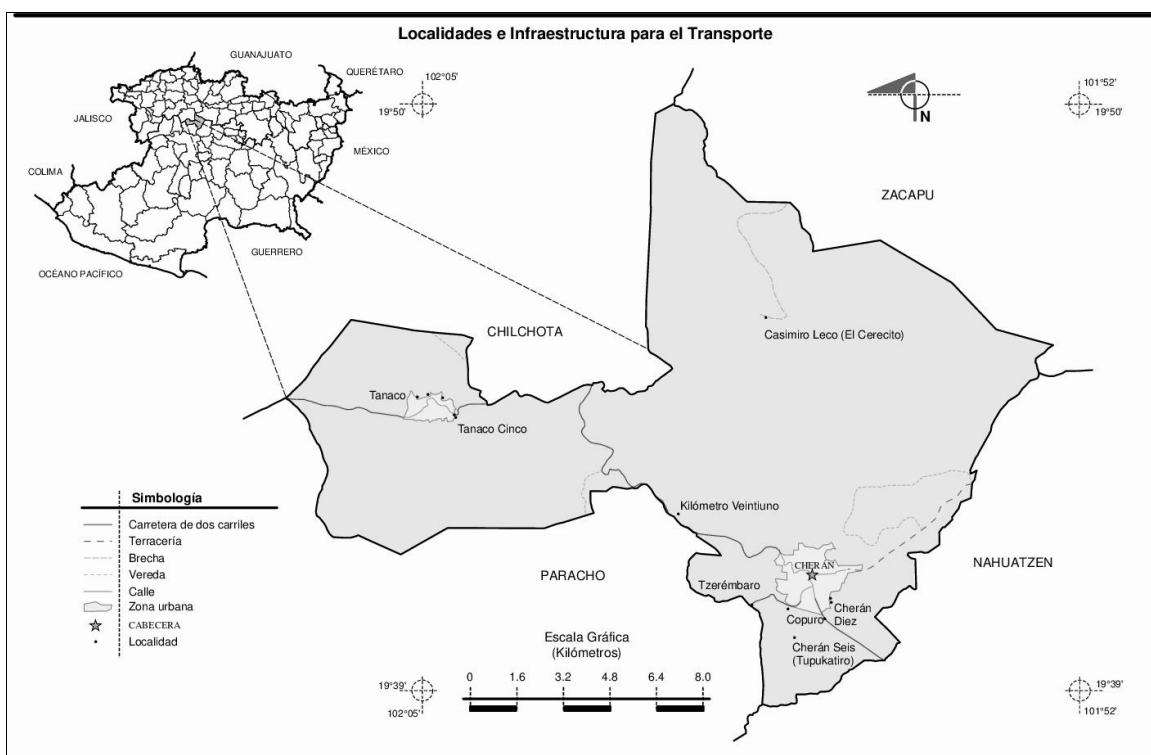 Localidades e Infraestructura para el Transporte
GUANAJUATO
QUERÉTARO
JALISCO
MÉXICO
COLIMA
GUERRERO
OCÉANO PACÍFICO
102°05'
19°50'
101°52'
19°50'
N
ZACAPU
CHILCHOTA
Casimiro Leco (El Cerecito)
Tanaco
Tanaco Cinco
Kilómetro Veintiuno
PARACHO
NAHUATZEN
CHERÁN
Tzerémbaro
Copuro
Cherán
Diez
Cherán Seis
(Tupukatiro)
Simbología
Carretera de dos carriles
Terracería
Brecha
Vereda
Calle
Zona urbana
CABECERA
Localidad
Escala Gráfica
(Kilómetros)
0 1.6 3.2 4.8 6.4 8.0
19°39'
102°05'
19°39'
101°52'